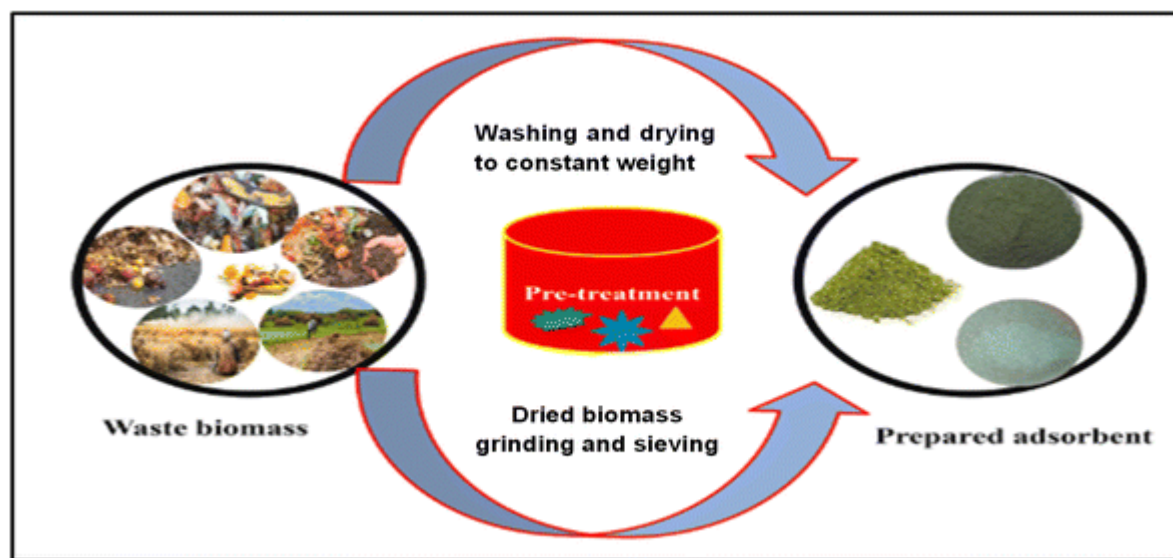 Washing and drying
to constant weight
Pre-treatment
Waste biomass
Prepared adsorbent
Dried biomass
grinding and sieving